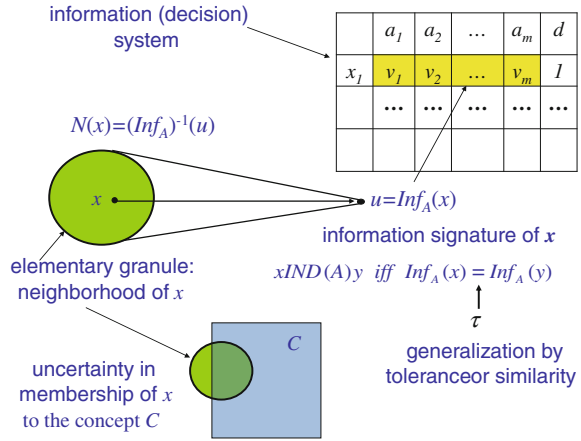 information (decision)
system
a1 a2 ... am d
x1 v1 v2 ... vm 1
... ... ... ...
N(x)=(InfA)-1(u)
x
u=InfA(x)
information signature of x
elementary granule:
neighborhood of x
xIND(A)y iff InfA(x) = InfA(y)
τ
generalization by
toleranceor similarity
C
uncertainty in
membership of x
to the concept C